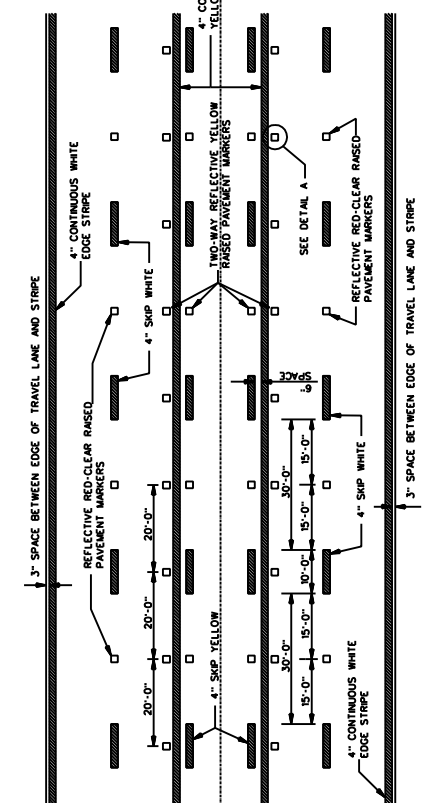 3" SPACE BETWEEN EDGE OF TRAVEL LANE AND STRIPE
4" CONTINUOUS WHITE
EDGE STRIPE
REFLECTIVE RED-CLEAR RAISED
PAVEMENT MARKERS
4" SKIP WHITE
20'-0"
20'-0"
20'-0"
4" CO
YELLO
TWO-WAY REFLECTIVE YELLOW
RAISED PAVEMENT MARKERS
4" SKIP YELLOW
6"
SPACE
SEE DETAIL A
30'-0"
30'-0"
15'-0"
15'-0"
10'-0"
15'-0"
15'-0"
REFLECTIVE RED-CLEAR RAISED
PAVEMENT MARKERS
4" SKIP WHITE
4" CONTINUOUS WHITE
EDGE STRIPE
3" SPACE BETWEEN EDGE OF TRAVEL LANE AND STRIPE